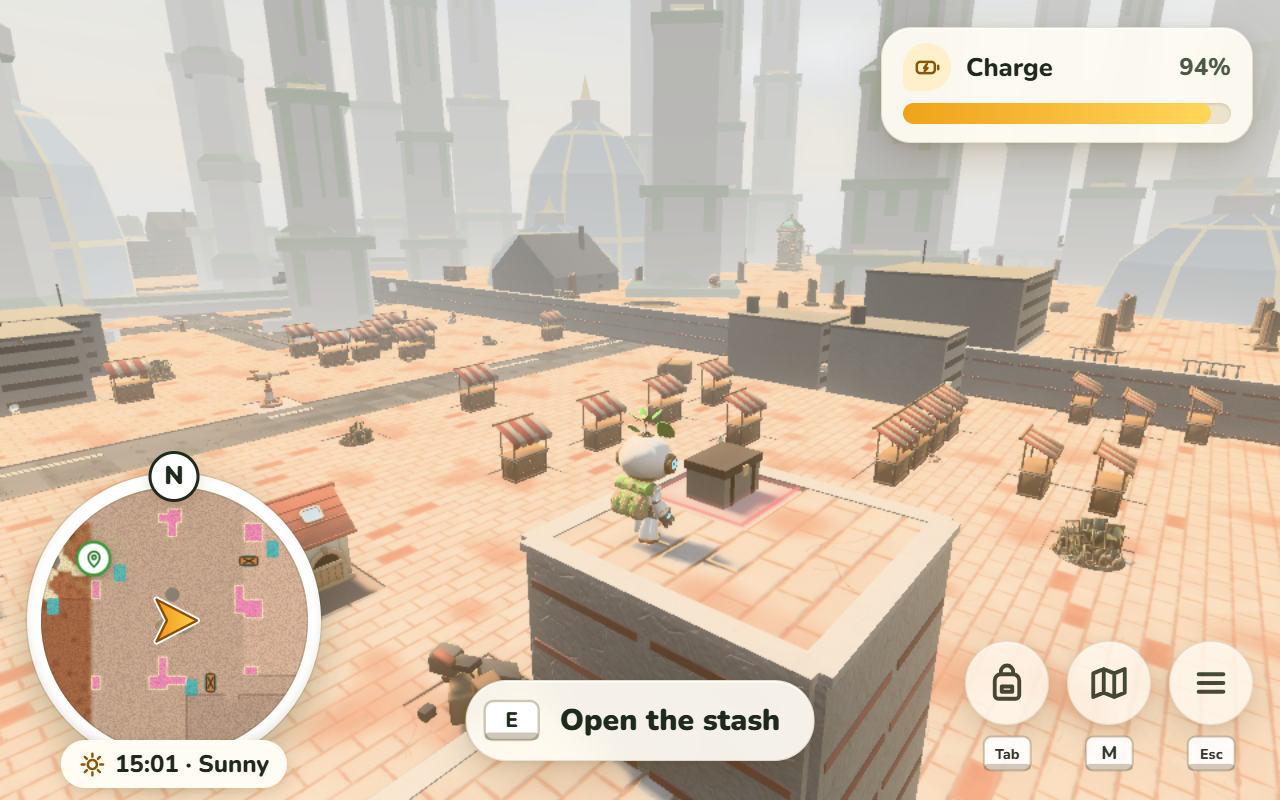 Charge 94%
N
E Open the stash
15:01 · Sunny
Tab M Esc